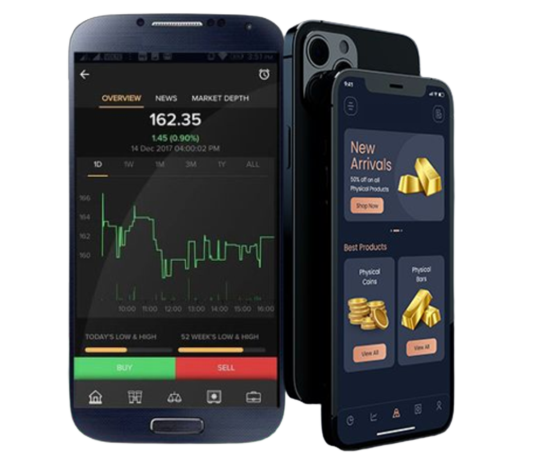 OVERVIEW NEWS MARKET DEPTH
162.35
1.45 (0.90%)
14 Dec 2017 04:00:02 PM
1D 1W 1M 3M 1Y ALL
166
164
162
160
10:00 11:00 12:00 13:00 14:00 15:00 16:00
TODAY'S LOW & HIGH 52 WEEK'S LOW & HIGH
BUY SELL
9:41
New
Arrivals
50% off on all
Physical Products
Shop Now
Best Products
Physical
Coins
View All
Physical
Bars
View All